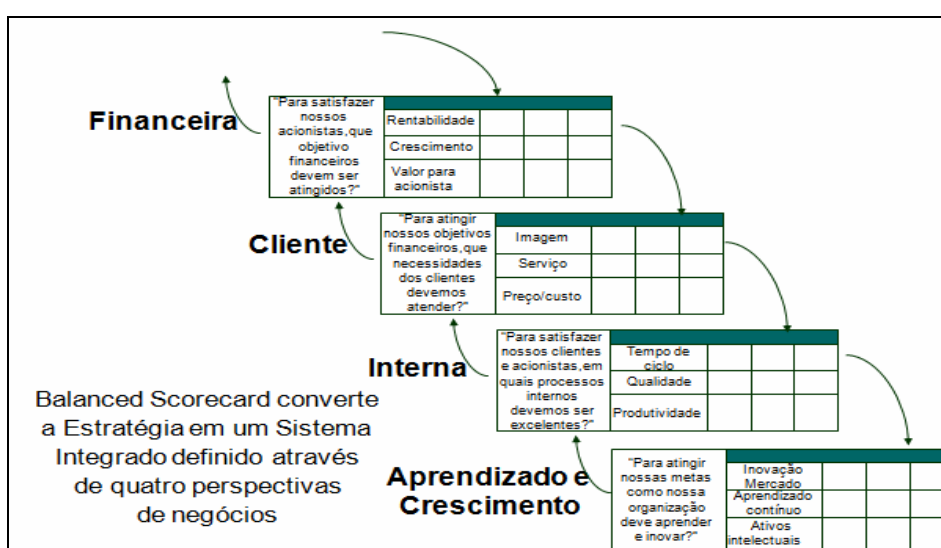 Financeira
"Para satisfazer
nossos
acionistas,que
objetivo
financeiros
devem ser
atingidos?"
Rentabilidade
Crescimento
Valor para
acionista
Cliente
"Para atingir
nossos objetivos
financeiros,que
necessidades
dos clientes
devemos
atender?"
Imagem
Serviço
Preço/custo
Interna
"Para satisfazer
nossos clientes
e acionistas,em
quais processos
internos
devemos ser
excelentes?"
Tempo de
ciclo
Qualidade
Produtividade
Balanced Scorecard converte
a Estratégia em um Sistema
Integrado definido através
de quatro perspectivas
de negócios
Aprendizado e
Crescimento
"Para atingir
nossas metas
como nossa
organização
deve aprender
e inovar?"
Inovação
Mercado
Aprendizado
contínuo
Ativos
intelectuais